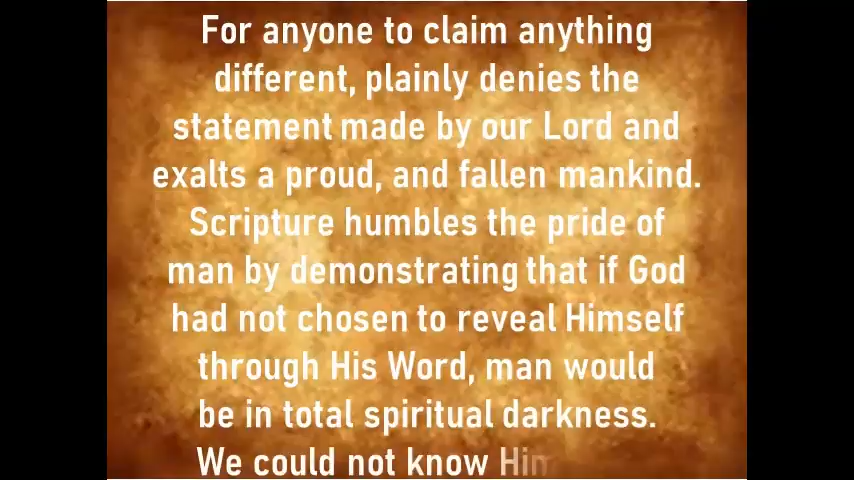 For anyone to claim anything
different, plainly denies the
statement made by our Lord and
exalts a proud, and fallen mankind.
Scripture humbles the pride of
man by demonstrating that if God
had not chosen to reveal Himself
through His Word, man would
be in total spiritual darkness.
We could not know